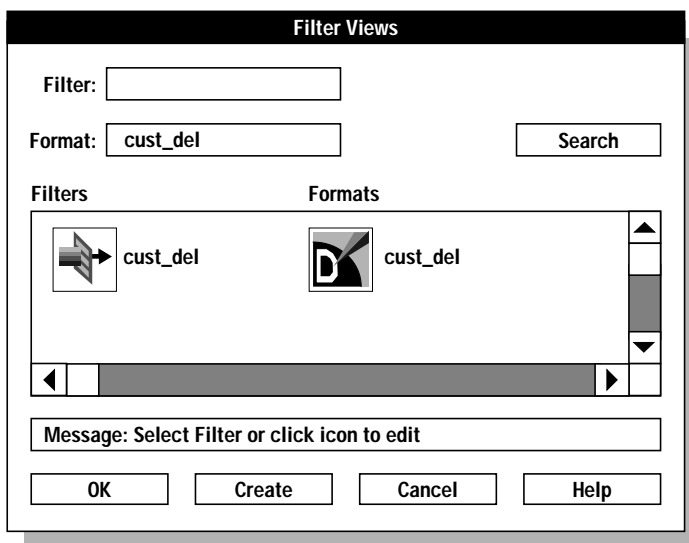 Filter Views
Filter:
Format: cust_del Search
Filters Formats
cust_del D cust_del
Message: Select Filter or click icon to edit
OK Create Cancel Help